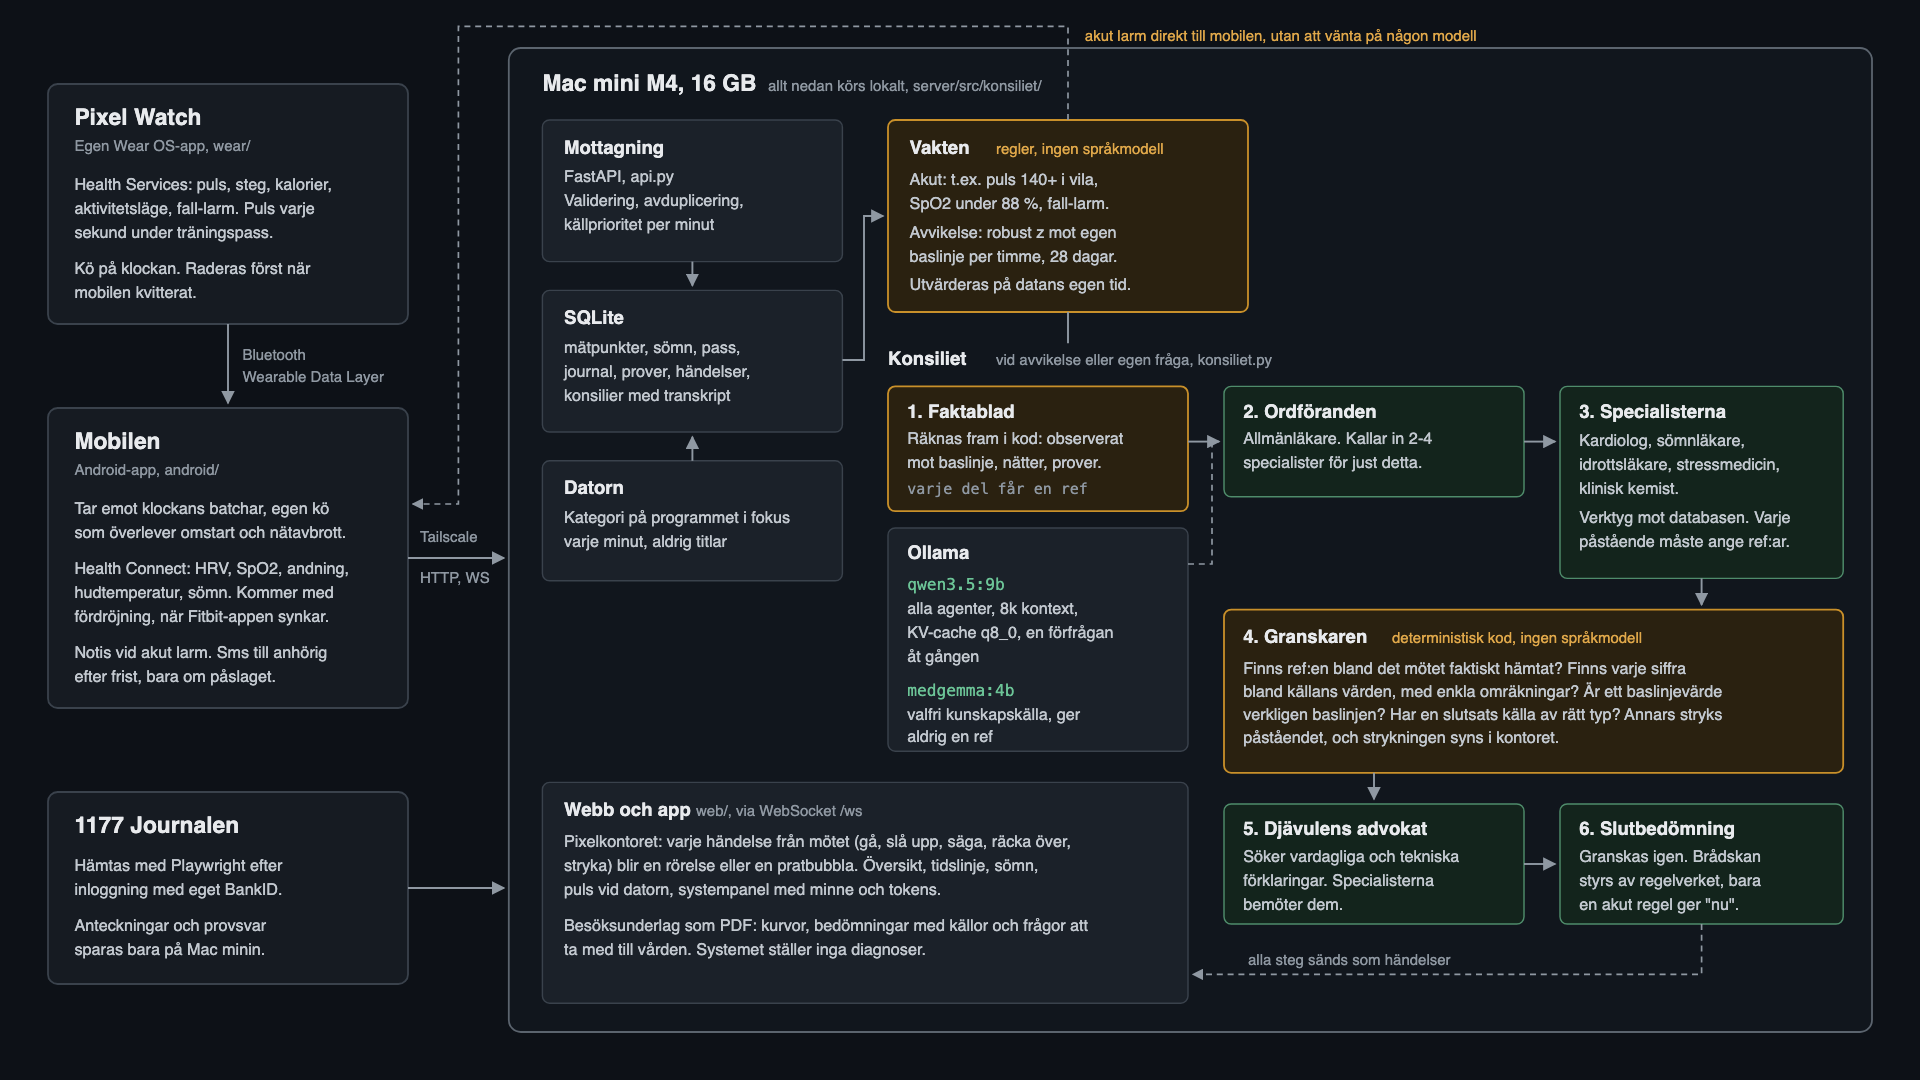 akut larm direkt till mobilen, utan att vänta på någon modell
Pixel Watch
Egen Wear OS-app, wear/
Health Services: puls, steg, kalorier,
aktivitetsläge, fall-larm. Puls varje
sekund under träningspass.
Kö på klockan. Raderas först när
mobilen kvitterat.
Bluetooth
Wearable Data Layer
Mobilen
Android-app, android/
Tar emot klockans batchar, egen kö
som överlever omstart och nätavbrott.
Health Connect: HRV, SpO2, andning,
hudtemperatur, sömn. Kommer med
fördröjning, när Fitbit-appen synkar.
Notis vid akut larm. Sms till anhörig
efter frist, bara om påslaget.
Tailscale
HTTP, WS
1177 Journalen
Hämtas med Playwright efter
inloggning med eget BankID.
Anteckningar och provsvar
sparas bara på Mac minin.
Mac mini M4, 16 GB allt nedan körs lokalt, server/src/konsiliet/
Mottagning
FastAPI, api.py
Validering, avduplicering,
källprioritet per minut
SQLite
mätpunkter, sömn, pass,
journal, prover, händelser,
konsilier med transkript
Datorn
Kategori på programmet i fokus
varje minut, aldrig titlar
Vakten regler, ingen språkmodell
Akut: t.ex. puls 140+ i vila,
SpO2 under 88 %, fall-larm.
Avvikelse: robust z mot egen
baslinje per timme, 28 dagar.
Utvärderas på datans egen tid.
Konsiliet vid avvikelse eller egen fråga, konsiliet.py
1. Faktablad
Räknas fram i kod: observerat
mot baslinje, nätter, prover.
varje del får en ref
Ollama
qwen3.5:9b
alla agenter, 8k kontext,
KV-cache q8_0, en förfrågan
åt gången
medgemma:4b
valfri kunskapskälla, ger
aldrig en ref
2. Ordföranden
Allmänläkare. Kallar in 2-4
specialister för just detta.
3. Specialisterna
Kardiolog, sömnläkare,
idrottsläkare, stressmedicin,
klinisk kemist.
Verktyg mot databasen. Varje
påstående måste ange ref:ar.
4. Granskaren deterministisk kod, ingen språkmodell
Finns ref:en bland det mötet faktiskt hämtat? Finns varje siffra
bland källans värden, med enkla omräkningar? Är ett baslinjevärde
verkligen baslinjen? Har en slutsats källa av rätt typ? Annars stryks
påståendet, och strykningen syns i kontoret.
5. Djävulens advokat
Söker vardagliga och tekniska
förklaringar. Specialisterna
bemöter dem.
6. Slutbedömning
Granskas igen. Brådskan
styrs av regelverket, bara
en akut regel ger "nu".
alla steg sänds som händelser
Webb och app web/, via WebSocket /ws
Pixelkontoret: varje händelse från mötet (gå, slå upp, säga, räcka över,
stryka) blir en rörelse eller en pratbubbla. Översikt, tidslinje, sömn,
puls vid datorn, systempanel med minne och tokens.
Besöksunderlag som PDF: kurvor, bedömningar med källor och frågor att
ta med till vården. Systemet ställer inga diagnoser.